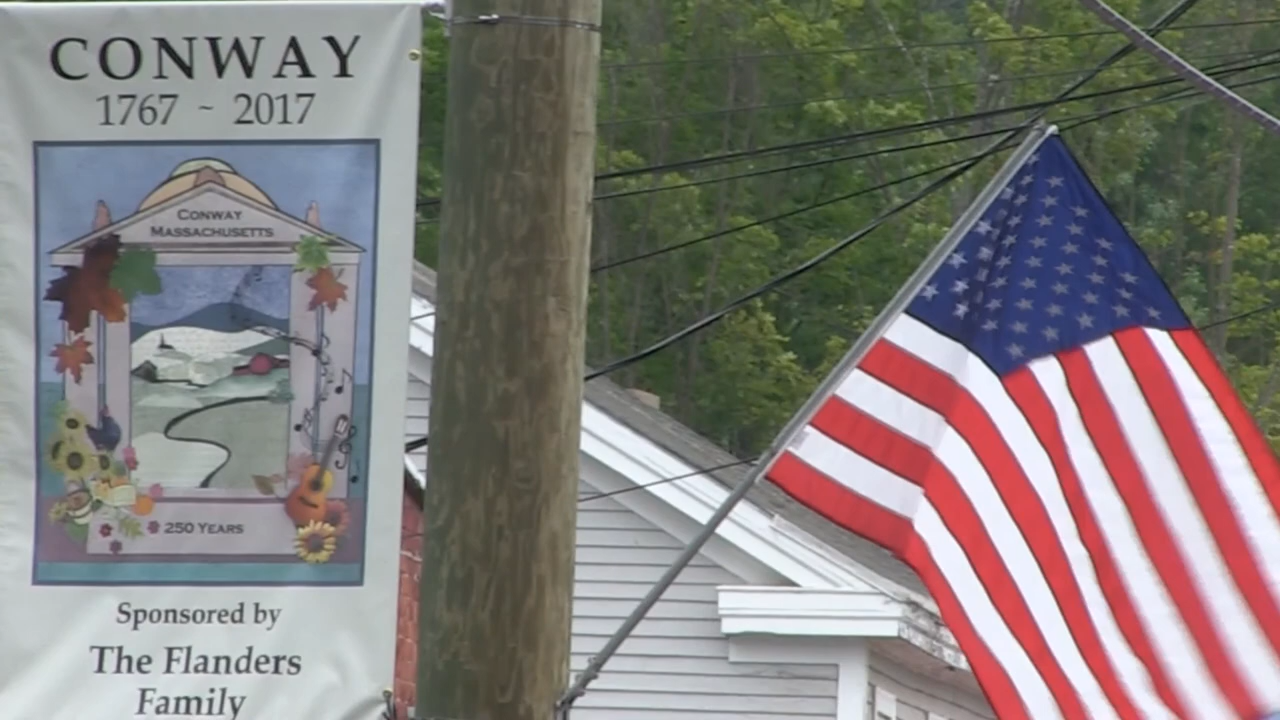 CONWAY
1767 ~ 2017
CONWAY
MASSACHUSETTS
250 YEARS
Sponsored by
The Flanders
Family